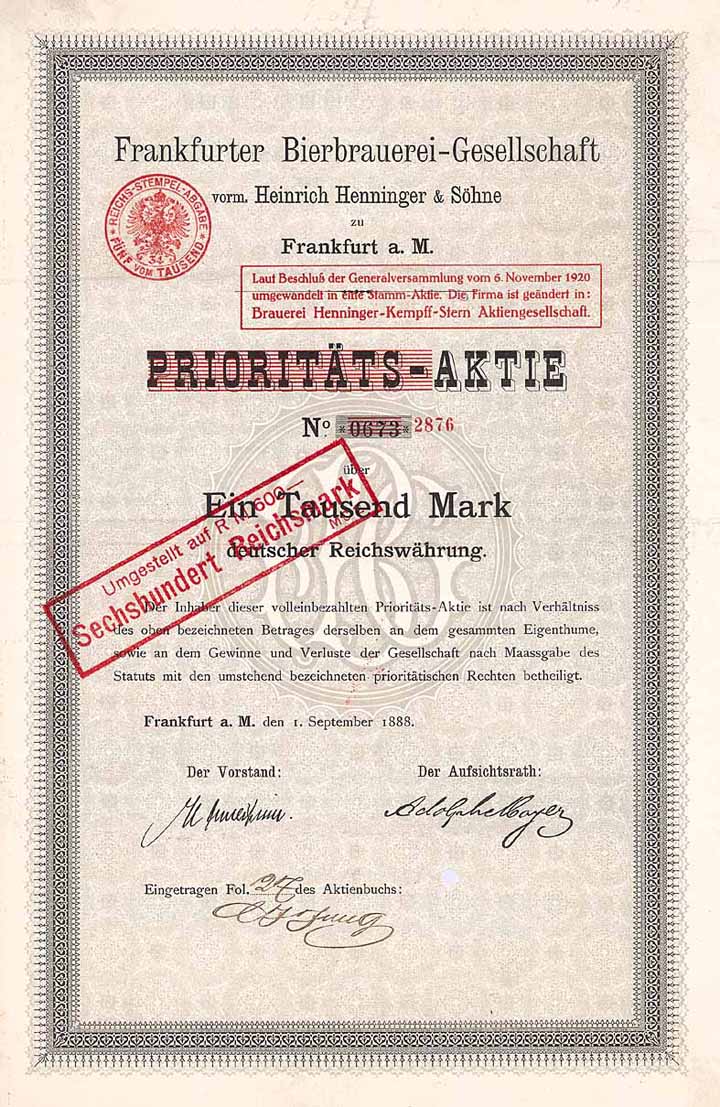 Frankfurter Bierbrauerei-Gesellschaft
vorm. Heinrich Henninger & Söhne
zu
Frankfurt a. M.
REICHS-STEMPEL-ABGABE
34
FÜNF VOM TAUSEND
Laut Beschluß der Generalversammlung vom 6. November 1920
umgewandelt in eine Stamm-Aktie. Die Firma ist geändert in:
Brauerei Henninger-Kempff-Stern Aktiengesellschaft.
PRIORITÄTS-AKTIE
No. *0673* 2876
über
Ein Tausend Mark
deutscher Reichswährung.
Umgestellt auf R M 600.—
Sechshundert Reichsmark
Der Inhaber dieser volleinbezahlten Prioritäts-Aktie ist nach Verhältniss
des oben bezeichneten Betrages derselben an dem gesammten Eigenthume,
sowie an dem Gewinne und Verluste der Gesellschaft nach Maassgabe des
Statuts mit den umstehend bezeichneten prioritätischen Rechten betheiligt.
Frankfurt a. M. den 1. September 1888.
Der Vorstand: Der Aufsichtsrath:
Eingetragen Fol. 27 des Aktienbuchs: